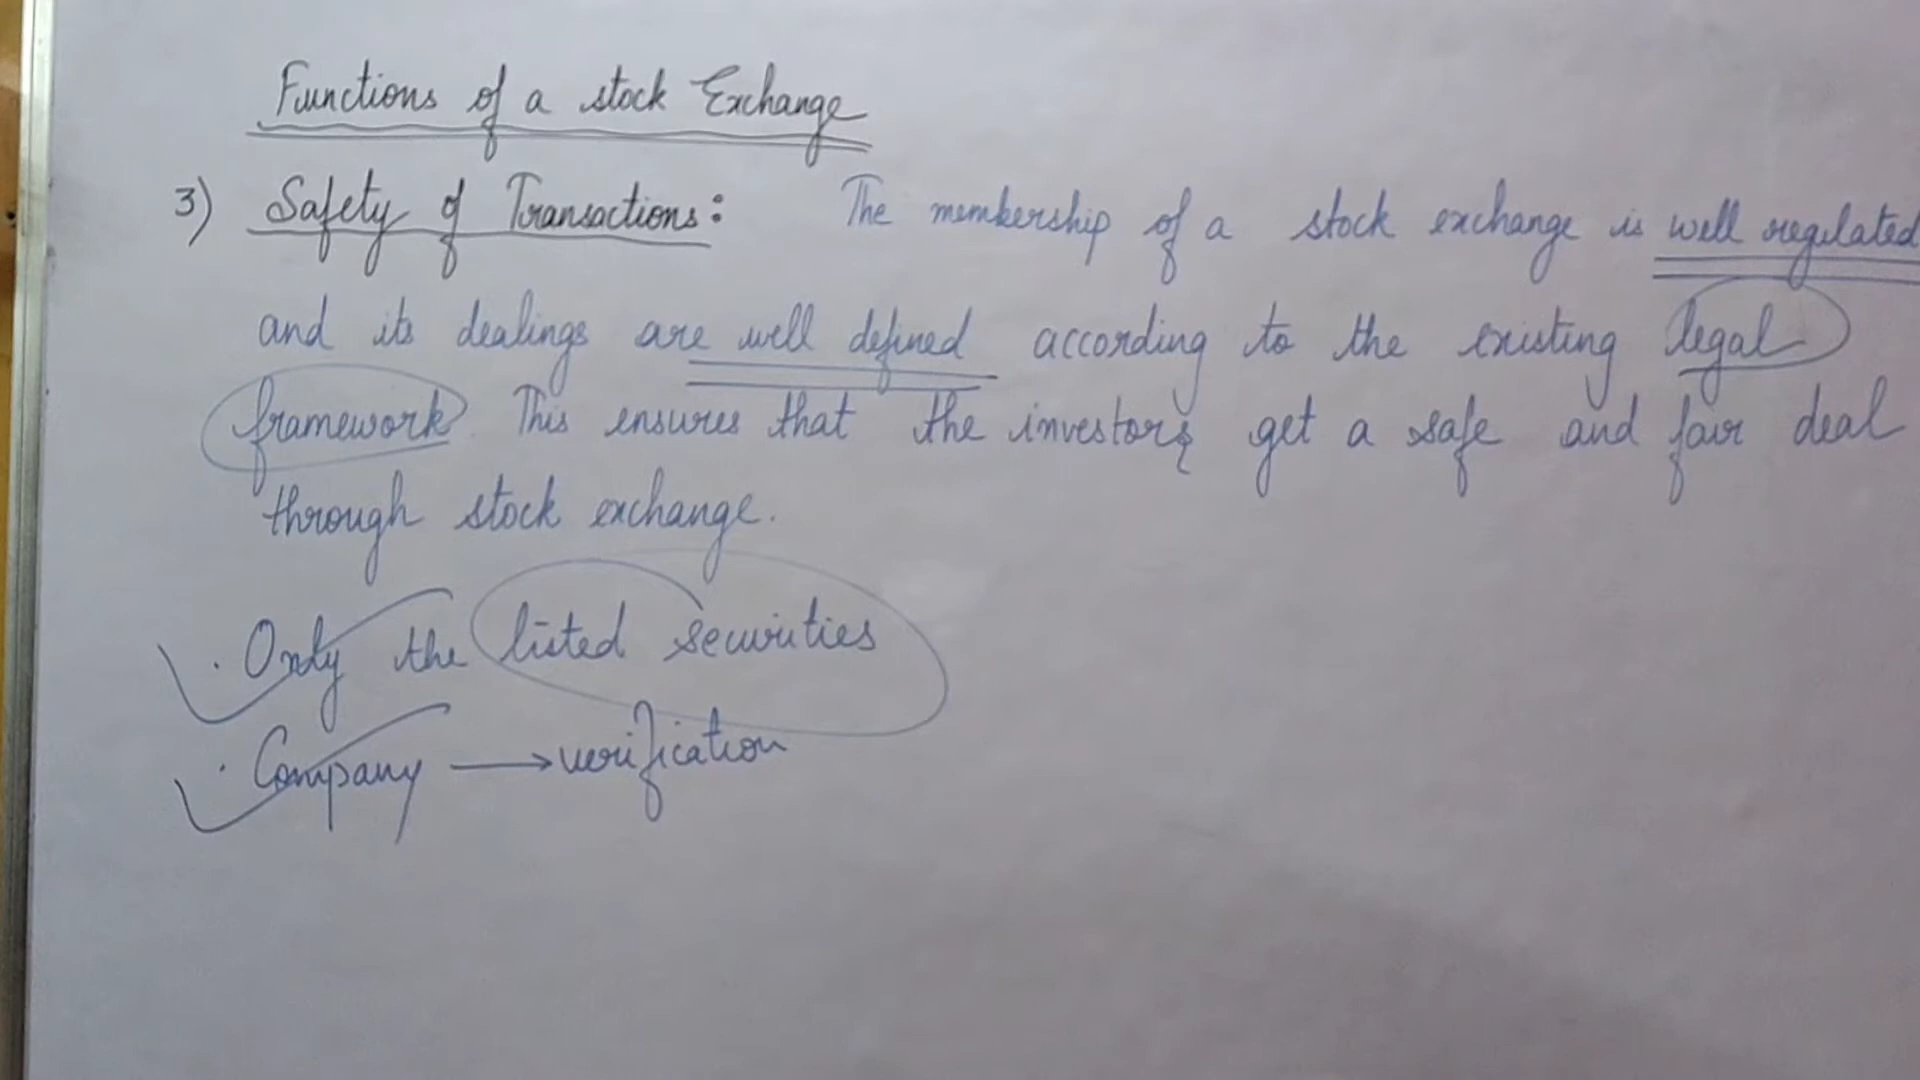 Functions of a stock Exchange
3) Safety of Transactions: The membership of a stock exchange is well regulated
and its dealings are well defined according to the existing legal
framework. This ensures that the investors get a safe and fair deal
through stock exchange.
. Only the listed securities
. Company → verification